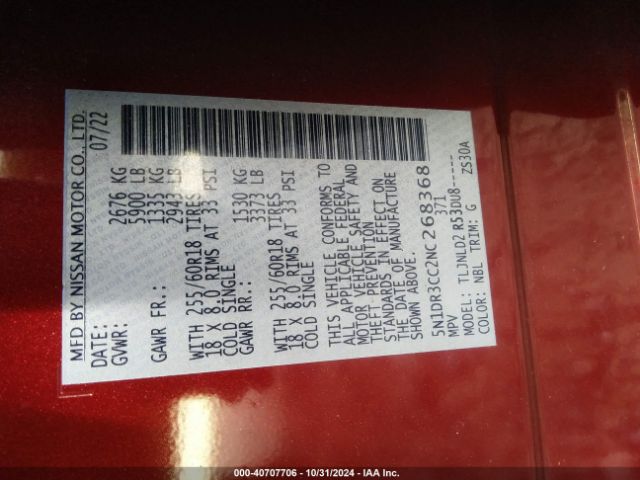 MFD BY NISSAN MOTOR CO., LTD.
DATE: 07/22
GVWR: 2676 KG
5900 LB
GAWR FR.: 1335 KG
2943 LB
WITH 255/60R18 TIRES
18 X 8.0 RIMS AT 33 PSI
COLD SINGLE
GAWR RR.: 1530 KG
3373 LB
WITH 255/60R18 TIRES
18 X 8.0 RIMS AT 33 PSI
COLD SINGLE
THIS VEHICLE CONFORMS TO
ALL APPLICABLE FEDERAL
MOTOR VEHICLE SAFETY AND
THEFT PREVENTION
STANDARDS IN EFFECT ON
THE DATE OF MANUFACTURE
SHOWN ABOVE.
5N1DR3CC2NC268368
MPV 371
MODEL: TLJNLD2 R53DU8-----
COLOR: NBL TRIM: G ZS30A
000-40707706 - 10/31/2024 - IAA Inc.